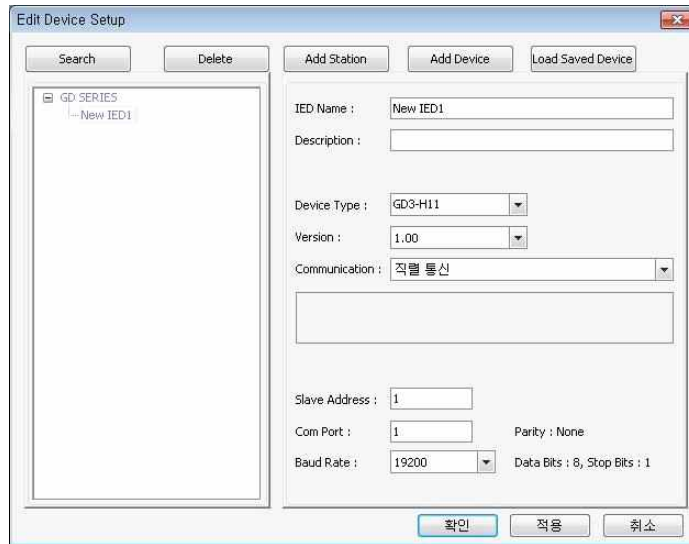 Edit Device Setup
Search Delete Add Station Add Device Load Saved Device
GD SERIES
New IED1
IED Name : New IED1
Description :
Device Type : GD3-H11
Version : 1.00
Communication : 직렬 통신
Slave Address : 1
Com Port : 1 Parity : None
Baud Rate : 19200 Data Bits : 8, Stop Bits : 1
확인 적용 취소